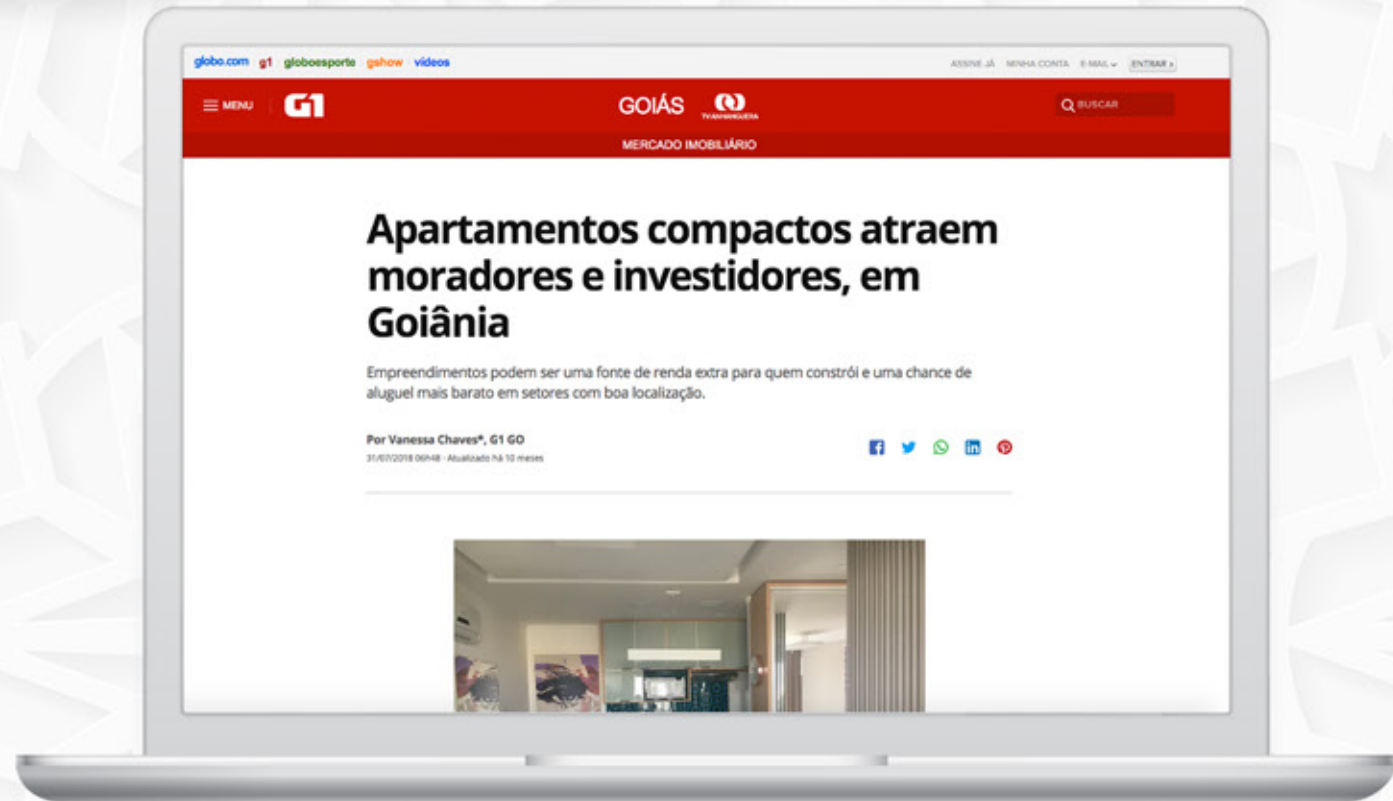 globo.com g1 globoesporte gshow vídeos
ASSINE JÁ MINHA CONTA E-MAIL ENTRAR
MENU G1 GOIÁS TV ANHANGUERA BUSCAR
MERCADO IMOBILIÁRIO
Apartamentos compactos atraem
moradores e investidores, em
Goiânia
Empreendimentos podem ser uma fonte de renda extra para quem constrói e uma chance de
aluguel mais barato em setores com boa localização.
Por Vanessa Chaves*, G1 GO
31/07/2018 06h48 · Atualizado há 10 meses